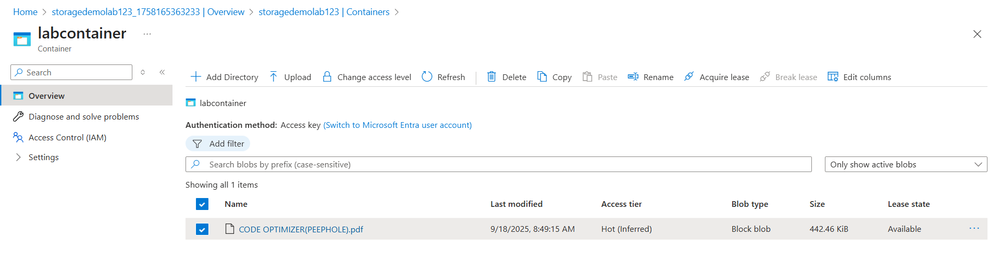 Home > storagedemolab123_1758165363233 | Overview > storagedemolab123 | Containers >
labcontainer ...
Container
Search
Overview
Diagnose and solve problems
Access Control (IAM)
Settings
Add Directory Upload Change access level Refresh Delete Copy Paste Rename Acquire lease Break lease Edit columns
labcontainer
Authentication method: Access key (Switch to Microsoft Entra user account)
Add filter
Search blobs by prefix (case-sensitive) Only show active blobs
Showing all 1 items
Name Last modified Access tier Blob type Size Lease state
CODE OPTIMIZER(PEEPHOLE).pdf 9/18/2025, 8:49:15 AM Hot (Inferred) Block blob 442.46 KiB Available ...